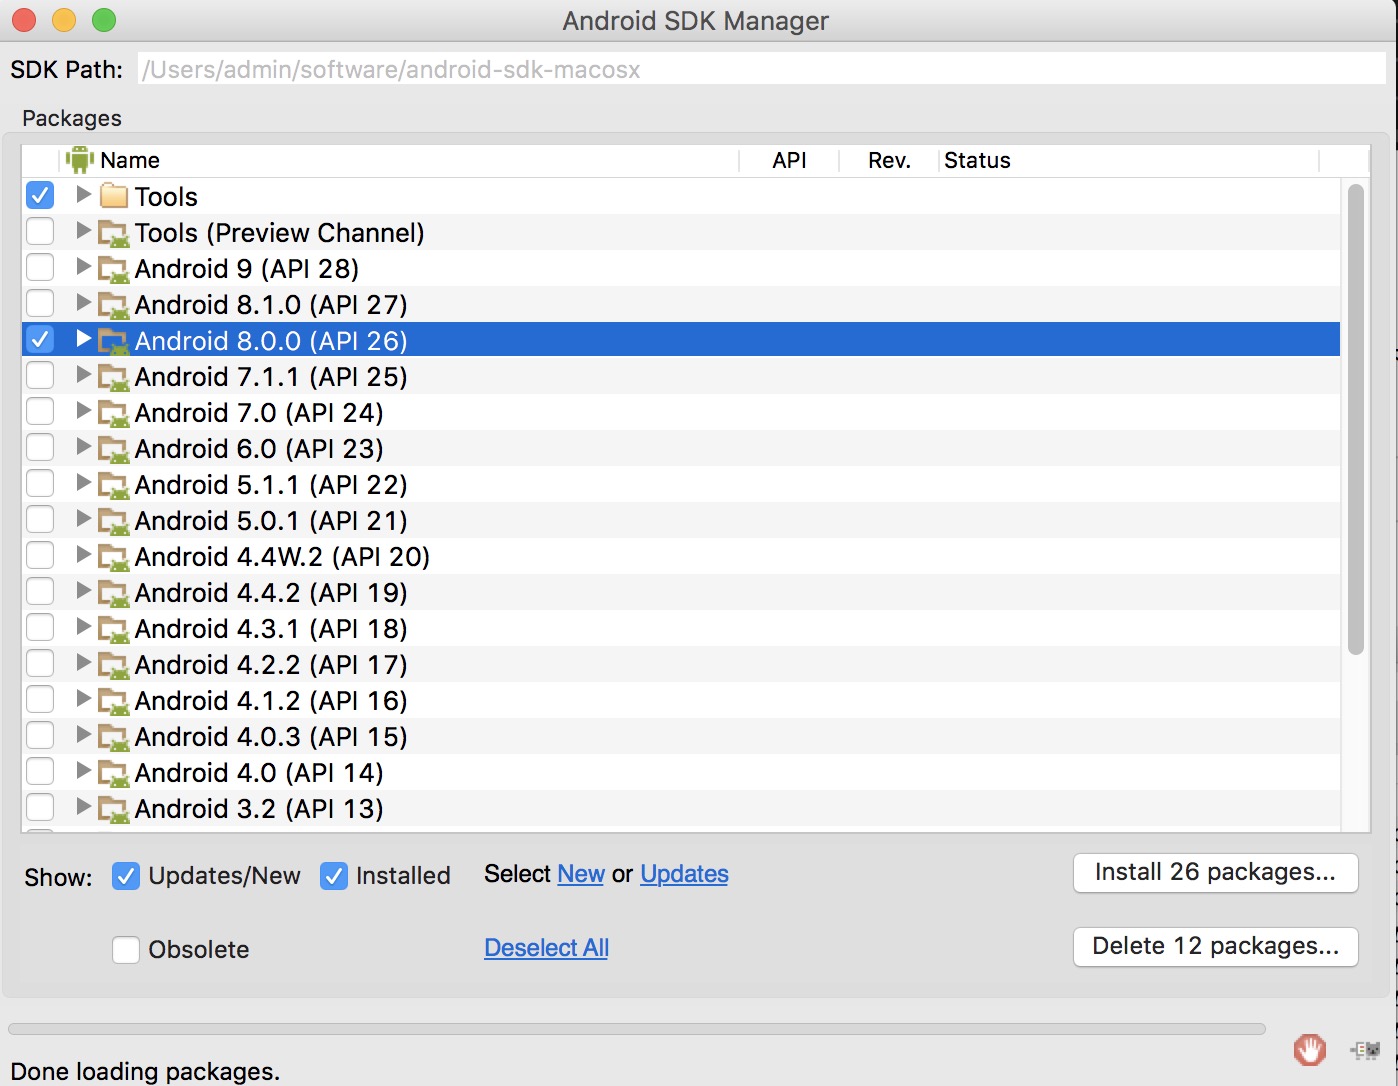 Android SDK Manager
SDK Path: /Users/admin/software/android-sdk-macosx
Packages
Name API Rev. Status
Tools
Tools (Preview Channel)
Android 9 (API 28)
Android 8.1.0 (API 27)
Android 8.0.0 (API 26)
Android 7.1.1 (API 25)
Android 7.0 (API 24)
Android 6.0 (API 23)
Android 5.1.1 (API 22)
Android 5.0.1 (API 21)
Android 4.4W.2 (API 20)
Android 4.4.2 (API 19)
Android 4.3.1 (API 18)
Android 4.2.2 (API 17)
Android 4.1.2 (API 16)
Android 4.0.3 (API 15)
Android 4.0 (API 14)
Android 3.2 (API 13)
Show: Updates/New Installed Select New or Updates Install 26 packages...
Obsolete Deselect All Delete 12 packages...
Done loading packages.